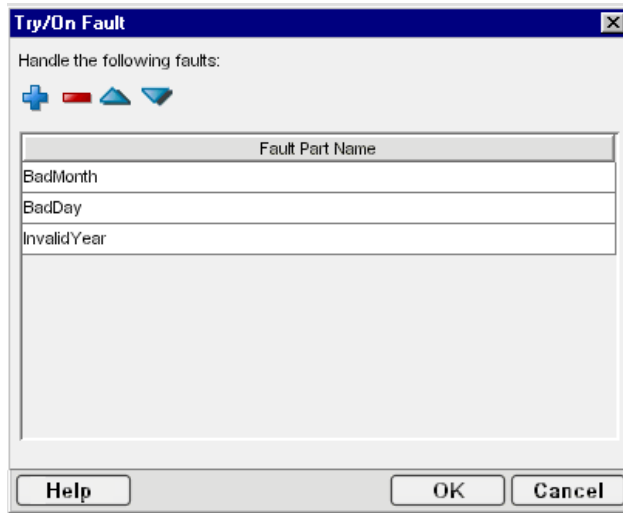 Try/On Fault
Handle the following faults:
Fault Part Name
BadMonth
BadDay
InvalidYear
Help OK Cancel